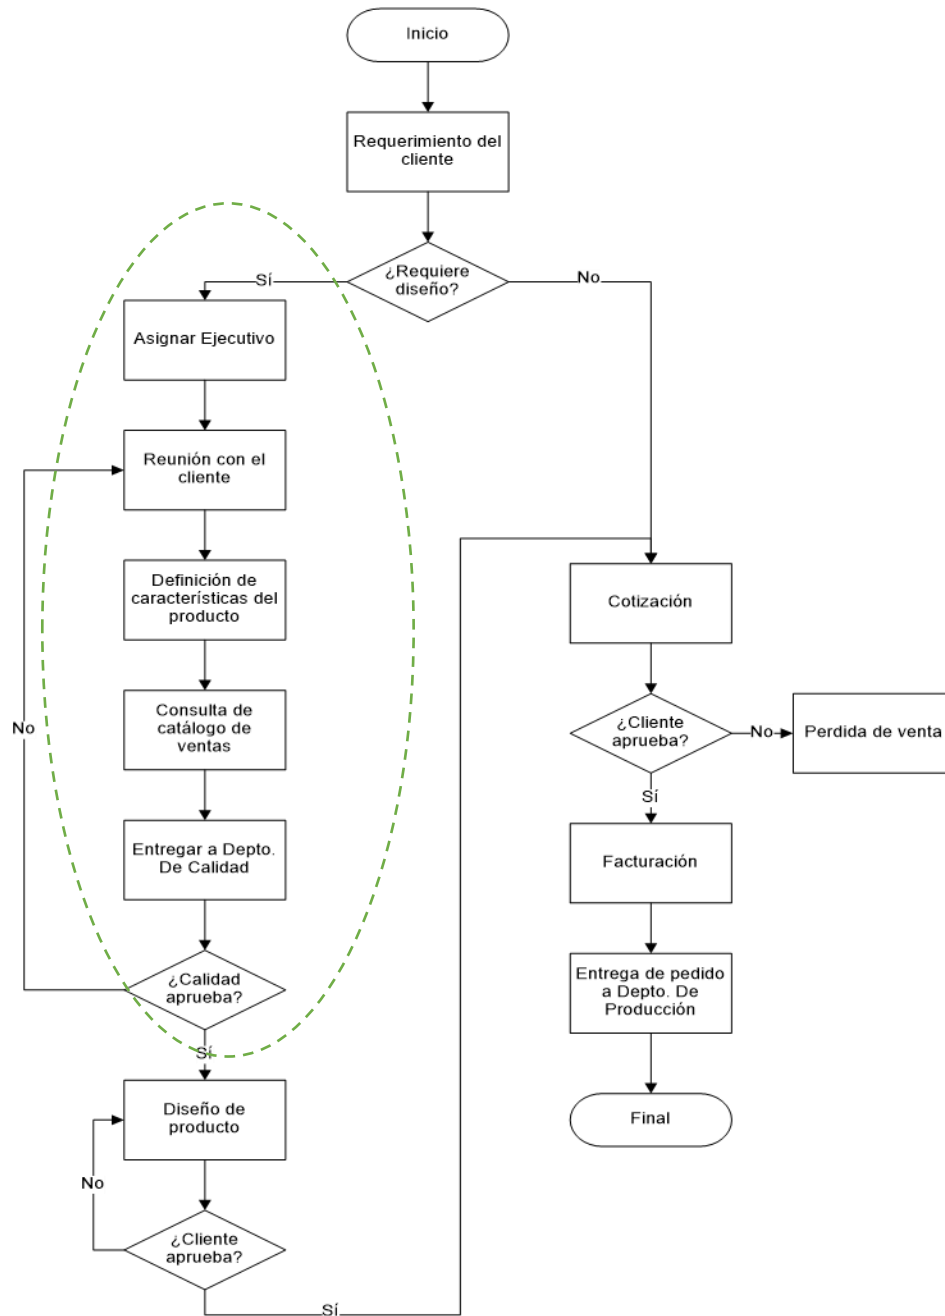 Inicio
Requerimiento del
cliente
¿Requiere
diseño?
Sí
No
Asignar Ejecutivo
Reunión con el
cliente
Definición de
características del
producto
Consulta de
catálogo de
ventas
Entregar a Depto.
De Calidad
¿Calidad
aprueba?
No
Sí
Diseño de
producto
No
¿Cliente
aprueba?
Sí
Cotización
¿Cliente
aprueba?
No
Perdida de venta
Sí
Facturación
Entrega de pedido
a Depto. De
Producción
Final